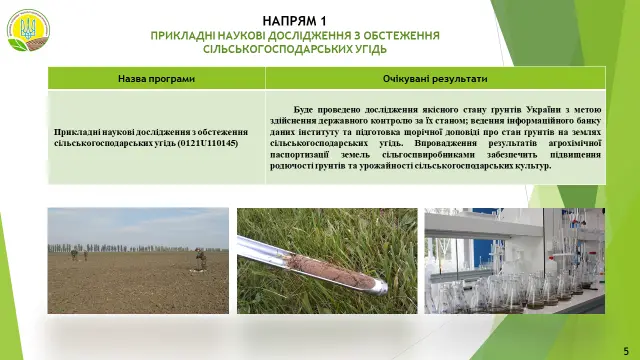 НАПРЯМ 1
ПРИКЛАДНІ НАУКОВІ ДОСЛІДЖЕННЯ З ОБСТЕЖЕННЯ
СІЛЬСЬКОГОСПОДАРСЬКИХ УГІДЬ
Назва програми
Очікувані результати
Прикладні наукові дослідження з обстеження
сільськогосподарських угідь (0121U110145)
Буде проведено дослідження якісного стану ґрунтів України з метою
здійснення державного контролю за їх станом; ведення інформаційного банку
даних інституту та підготовка щорічної доповіді про стан ґрунтів на землях
сільськогосподарських угідь. Впровадження результатів агрохімічної
паспортизації земель сільгоспвиробниками забезпечить підвищення
родючості ґрунтів та урожайності сільськогосподарських культур.
5